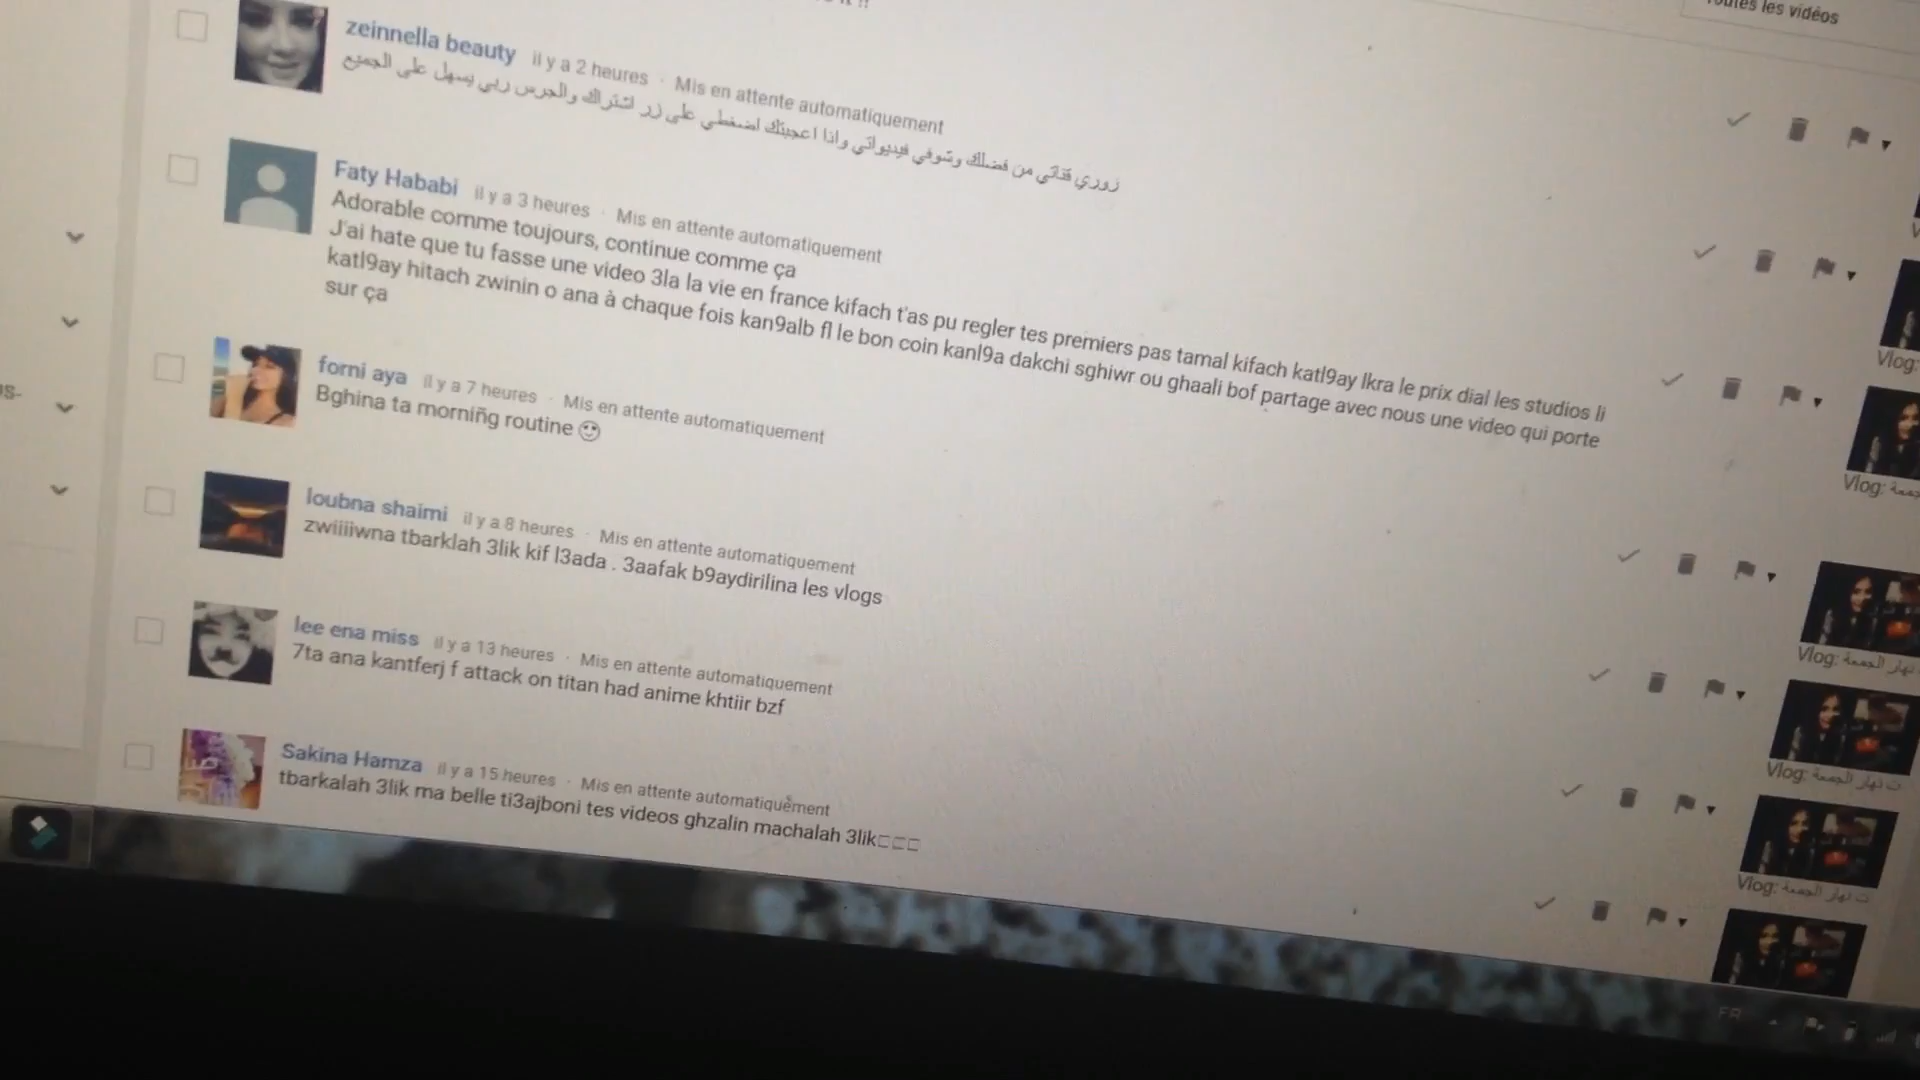 Toutes les vidéos
zeinnella beauty il y a 2 heures · Mis en attente automatiquement
زوري قناتي من فضلك وشوفي فيديواتي واذا اعجبتك اضغطي على زر اشتراك والجرس ربي يسهل على الجميع
Faty Hababi il y a 3 heures · Mis en attente automatiquement
Adorable comme toujours, continue comme ça
J'ai hate que tu fasse une video 3la la vie en france kifach t'as pu regler tes premiers pas tamal kifach katl9ay lkra le prix dial les studios li
katl9ay hitach zwinin o ana à chaque fois kan9alb fl le bon coin kanl9a dakchi sghiwr ou ghaali bof partage avec nous une video qui porte
sur ça
forni aya il y a 7 heures · Mis en attente automatiquement
Bghina ta morniñg routine
loubna shaimi il y a 8 heures · Mis en attente automatiquement
zwiiiiwna tbarklah 3lik kif l3ada . 3aafak b9aydirilina les vlogs
lee ena miss il y a 13 heures · Mis en attente automatiquement
7ta ana kantferj f attack on titan had anime khtiir bzf
Sakina Hamza il y a 15 heures · Mis en attente automatiquement
tbarkalah 3lik ma belle ti3ajboni tes videos ghzalin machalah 3lik□□□
Vlog:
Vlog:
Vlog: نهار الجمعة
Vlog: نهار الجمعة
Vlog: نهار الجمعة
FR